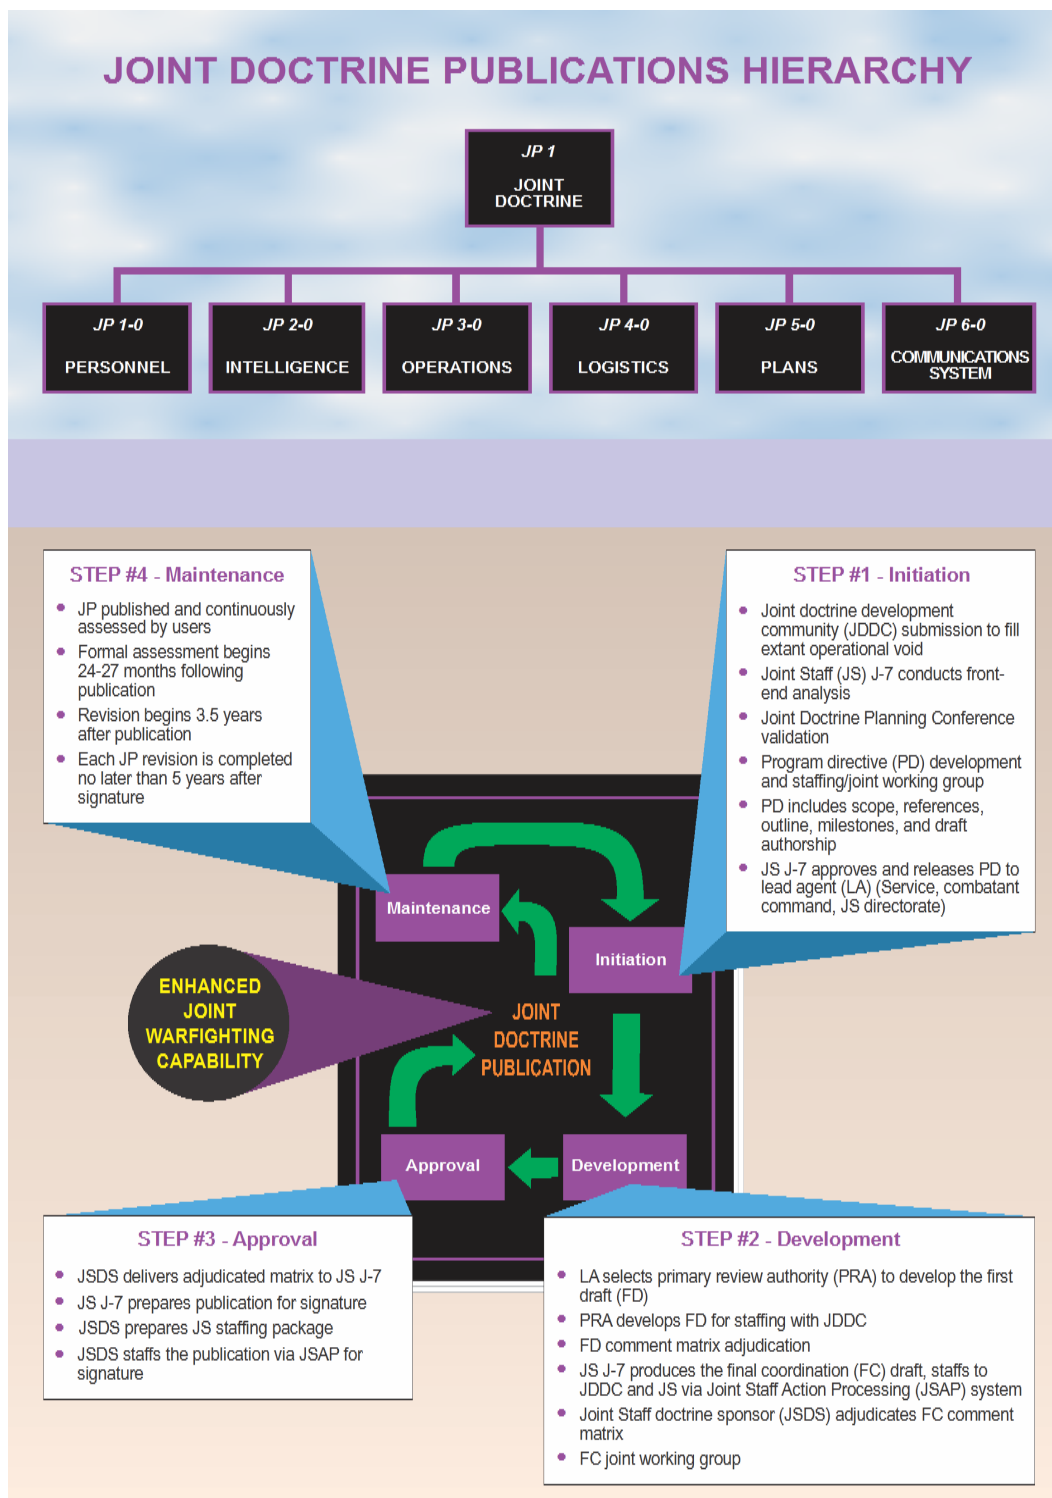 JOINT DOCTRINE PUBLICATIONS HIERARCHY
JP 1
JOINT
DOCTRINE
JP 1-0
PERSONNEL
JP 2-0
INTELLIGENCE
JP 3-0
OPERATIONS
JP 4-0
LOGISTICS
JP 5-0
PLANS
JP 6-0
COMMUNICATIONS
SYSTEM
STEP #4 - Maintenance
• JP published and continuously
assessed by users
• Formal assessment begins
24-27 months following
publication
• Revision begins 3.5 years
after publication
• Each JP revision is completed
no later than 5 years after
signature
STEP #1 - Initiation
• Joint doctrine development
community (JDDC) submission to fill
extant operational void
• Joint Staff (JS) J-7 conducts front-
end analysis
• Joint Doctrine Planning Conference
validation
• Program directive (PD) development
and staffing/joint working group
• PD includes scope, references,
outline, milestones, and draft
authorship
• JS J-7 approves and releases PD to
lead agent (LA) (Service, combatant
command, JS directorate)
Maintenance
Initiation
ENHANCED
JOINT
WARFIGHTING
CAPABILITY
JOINT
DOCTRINE
PUBLICATION
Approval
Development
STEP #3 - Approval
• JSDS delivers adjudicated matrix to JS J-7
• JS J-7 prepares publication for signature
• JSDS prepares JS staffing package
• JSDS staffs the publication via JSAP for
signature
STEP #2 - Development
• LA selects primary review authority (PRA) to develop the first
draft (FD)
• PRA develops FD for staffing with JDDC
• FD comment matrix adjudication
• JS J-7 produces the final coordination (FC) draft, staffs to
JDDC and JS via Joint Staff Action Processing (JSAP) system
• Joint Staff doctrine sponsor (JSDS) adjudicates FC comment
matrix
• FC joint working group